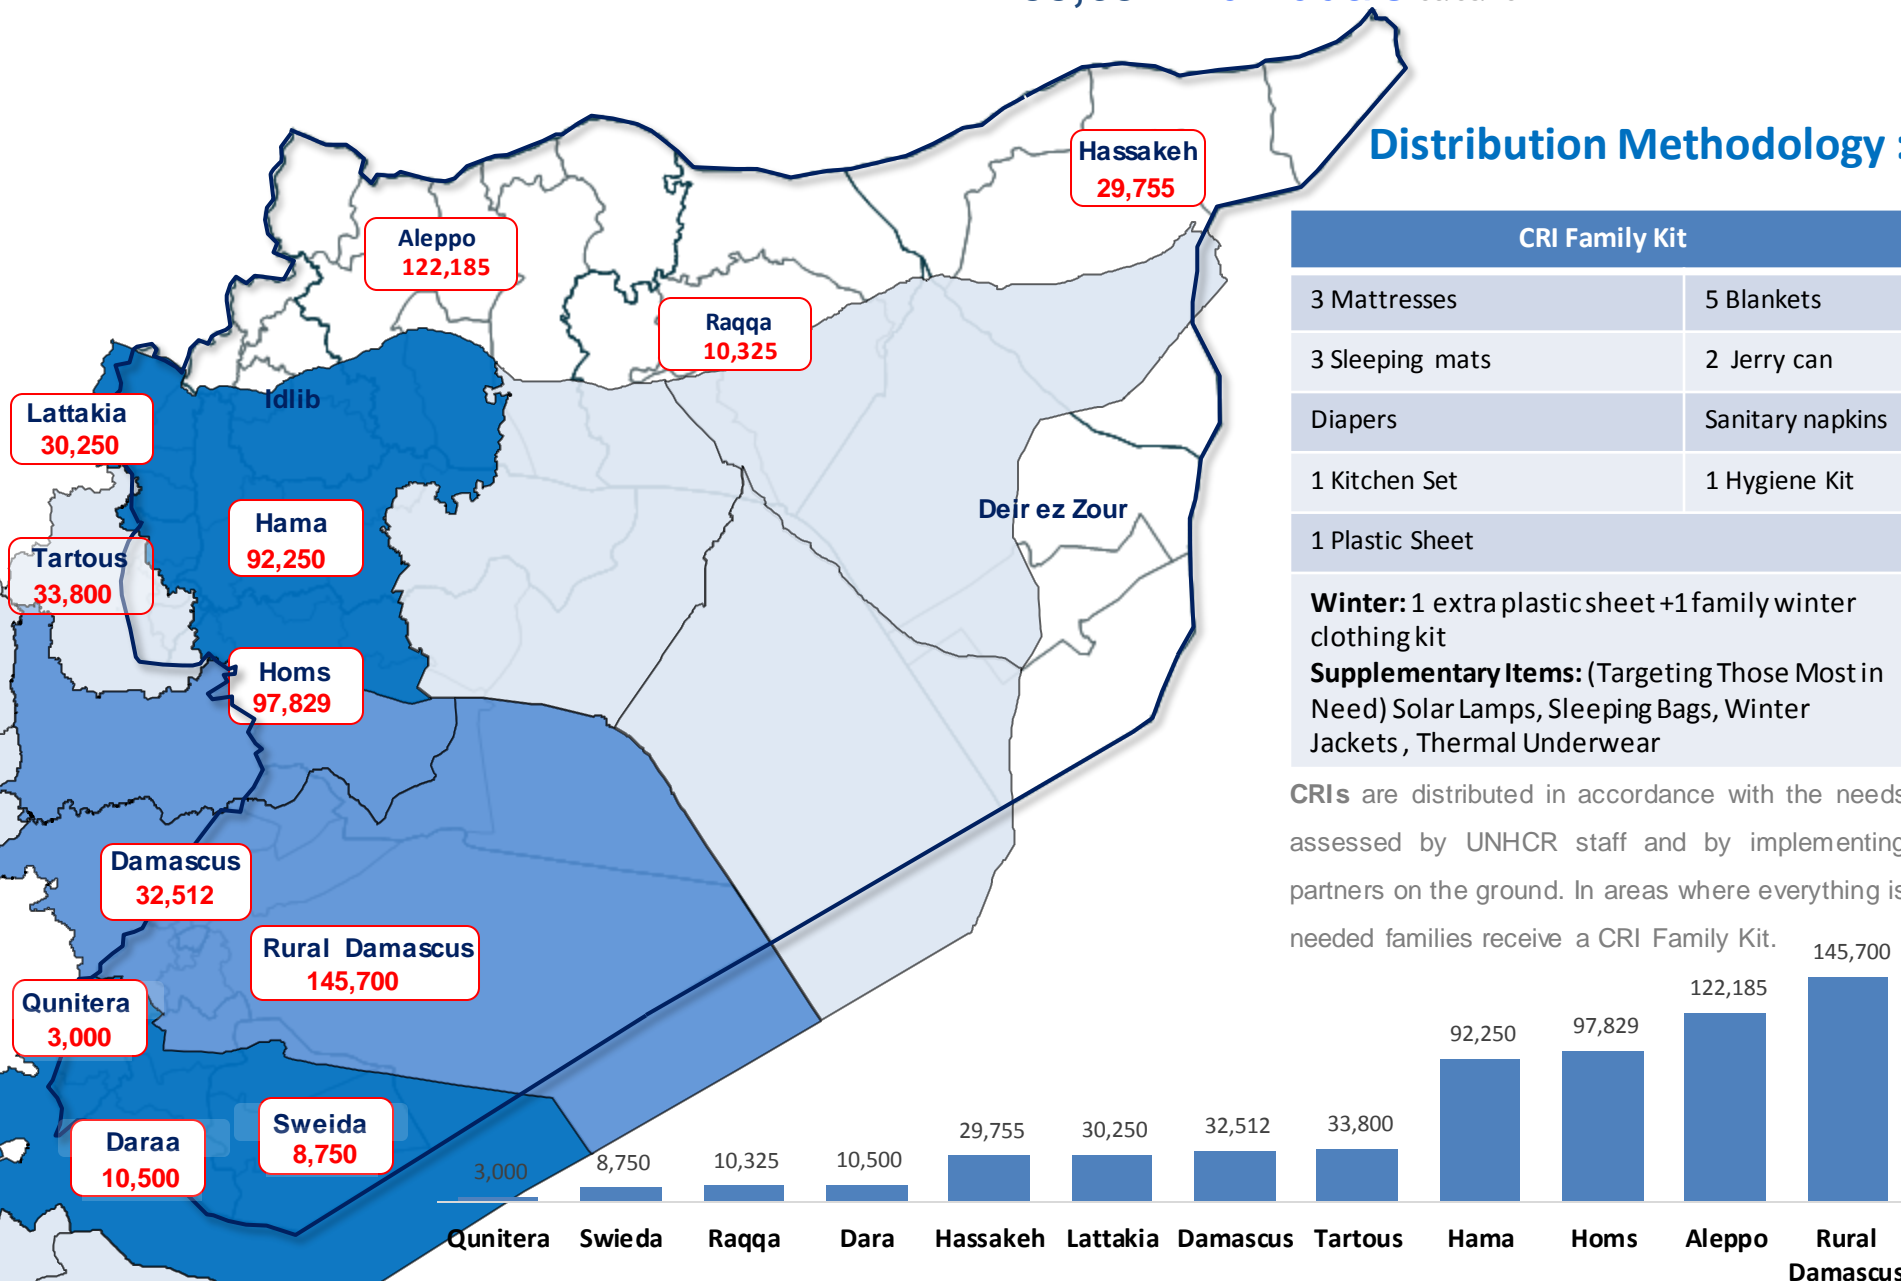 Distribution Methodology :
Hassakeh
29,755
Aleppo
122,185
Raqqa
10,325
Idlib
Lattakia
30,250
Hama
92,250
Deir ez Zour
Tartous
33,800
Homs
97,829
Damascus
32,512
Rural Damascus
145,700
Qunitera
3,000
Sweida
8,750
Daraa
10,500
CRI Family Kit
3 Mattresses
5 Blankets
3 Sleeping mats
2 Jerry can
Diapers
Sanitary napkins
1 Kitchen Set
1 Hygiene Kit
1 Plastic Sheet
Winter: 1 extra plastic sheet +1 family winter
clothing kit
Supplementary Items: (Targeting Those Most in
Need) Solar Lamps, Sleeping Bags, Winter
Jackets , Thermal Underwear
CRIs are distributed in accordance with the needs
assessed by UNHCR staff and by implementing
partners on the ground. In areas where everything is
needed families receive a CRI Family Kit.
3,000
8,750
10,325
10,500
29,755
30,250
32,512
33,800
92,250
97,829
122,185
145,700
Qunitera
Swieda
Raqqa
Dara
Hassakeh
Lattakia
Damascus
Tartous
Hama
Homs
Aleppo
Rural
Damascus